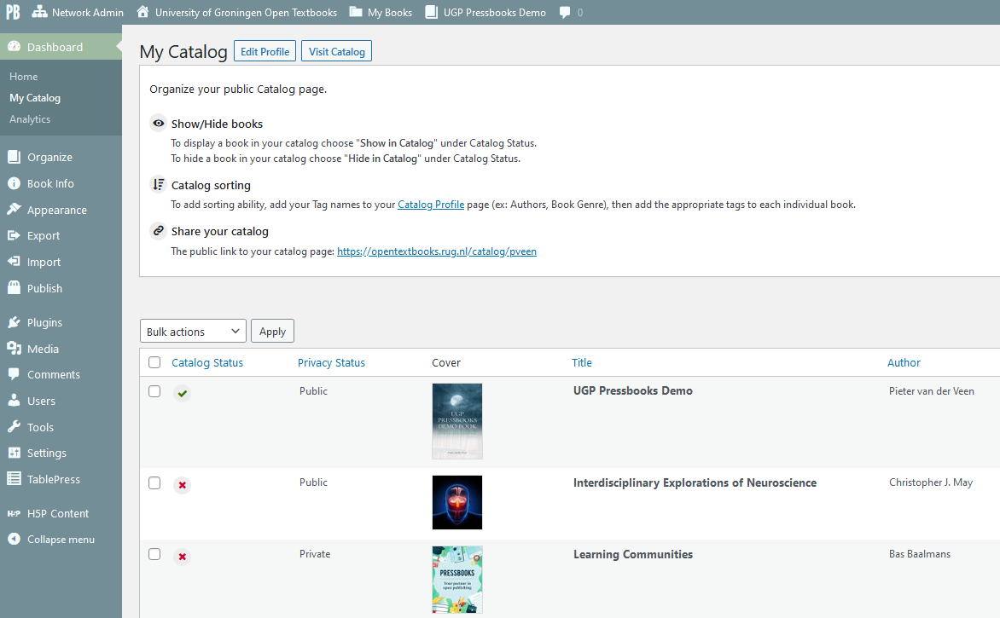 Network Admin
University of Groningen Open Textbooks
My Books
UGP Pressbooks Demo
0
Dashboard
Home
My Catalog
Analytics
Organize
Book Info
Appearance
Export
Import
Publish
Plugins
Media
Comments
Users
Tools
Settings
TablePress
H5P Content
Collapse menu
My Catalog
Edit Profile
Visit Catalog
Organize your public Catalog page.
Show/Hide books
To display a book in your catalog choose "Show in Catalog" under Catalog Status.
To hide a book in your catalog choose "Hide in Catalog" under Catalog Status.
Catalog sorting
To add sorting ability, add your Tag names to your Catalog Profile page (ex: Authors, Book Genre), then add the appropriate tags to each individual book.
Share your catalog
The public link to your catalog page: https://opentextbooks.rug.nl/catalog/pveen
Bulk actions
Apply
Catalog Status Privacy Status Cover Title Author
Public
UGP
PRESSBOOKS
DEMO BOOK
UGP Pressbooks Demo
Pieter van der Veen
Public
Interdisciplinary Explorations of Neuroscience
Christopher J. May
Private
PRESSBOOKS
Your partner in
open publishing
Learning Communities
Bas Baalmans